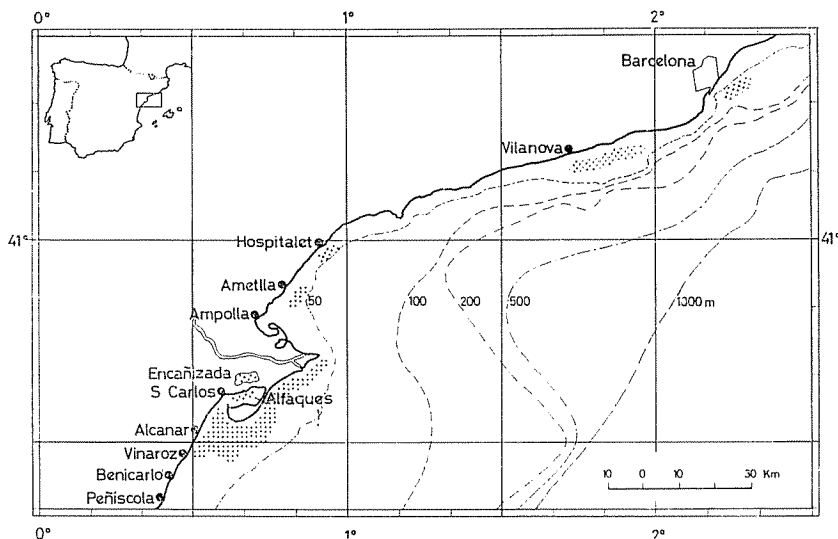 0° 1° 2°
Barcelona
Vilanova
41° Hospitalet 41°
Ametlla
50 100 200 500 1000 m
Ampolla
Encañizada
S Carlos
Alfaques
Alcanar
Vinaroz
Benicarlo
Peñiscola
10 0 10 30 Km
0° 1° 2°